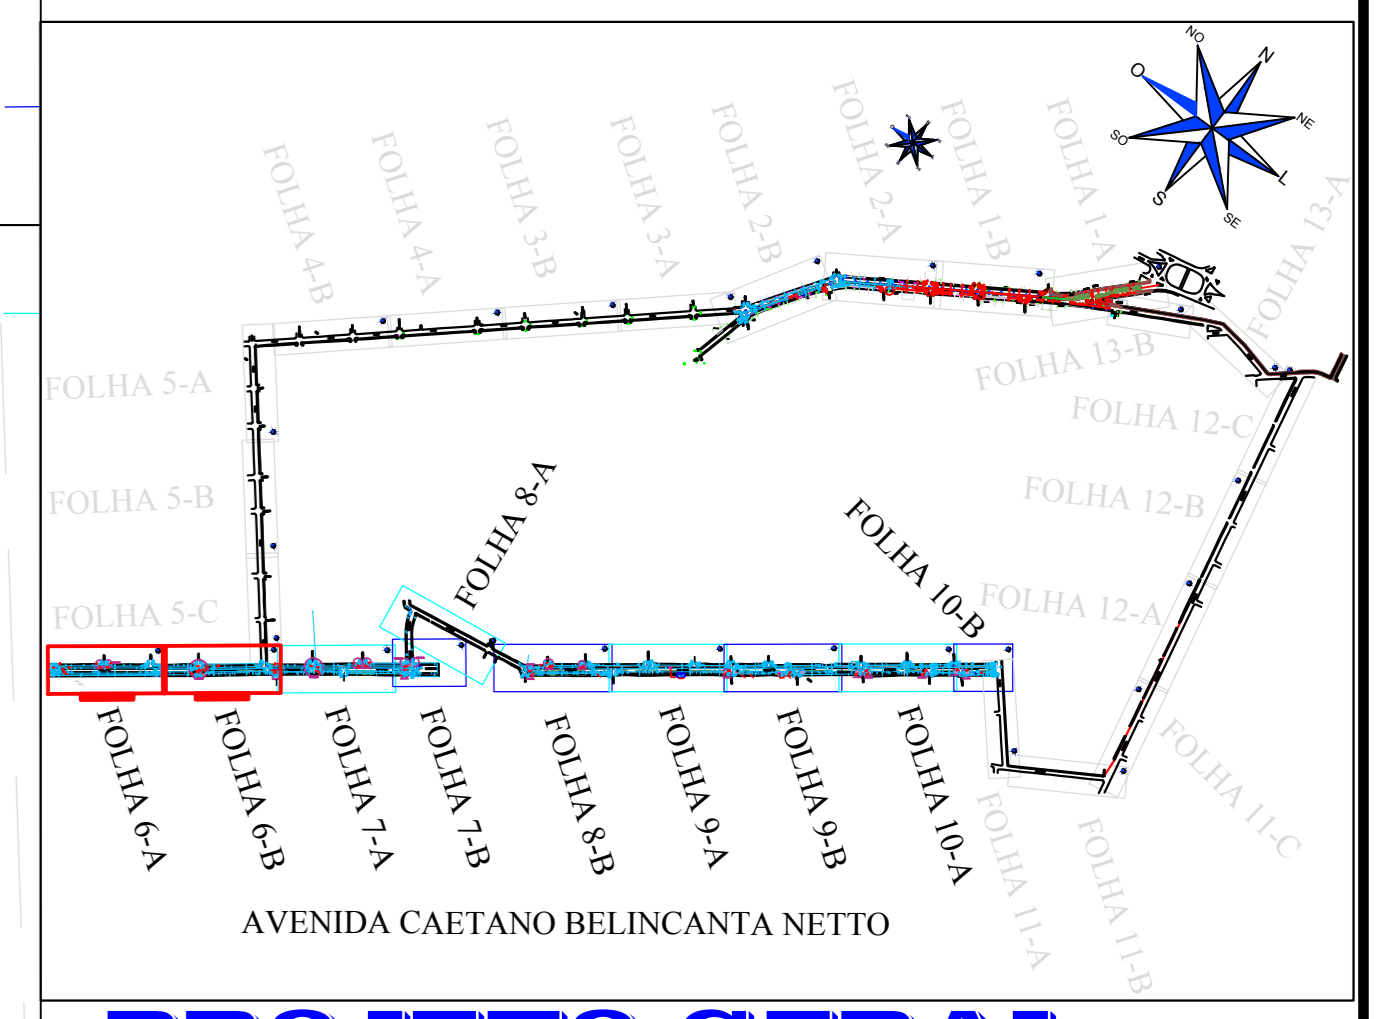 NO
N
NE
L
SE
S
SO
O
FOLHA 4-B
FOLHA 4-A
FOLHA 3-B
FOLHA 3-A
FOLHA 2-B
FOLHA 2-A
FOLHA 1-B
FOLHA 1-A
FOLHA 13-A
FOLHA 13-B
FOLHA 5-A
FOLHA 12-C
FOLHA 5-B
FOLHA 8-A
FOLHA 10-B
FOLHA 12-B
FOLHA 5-C
FOLHA 12-A
FOLHA 6-A
FOLHA 6-B
FOLHA 7-A
FOLHA 7-B
FOLHA 8-B
FOLHA 9-A
FOLHA 9-B
FOLHA 10-A
FOLHA 11-A
FOLHA 11-B
FOLHA 11-C
AVENIDA CAETANO BELINCANTA NETTO
PROJETO GERAL